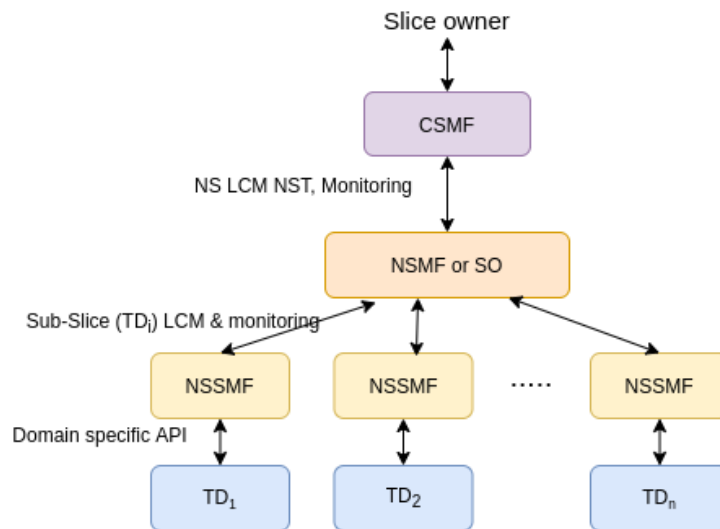 Slice owner
CSMF
NS LCM NST, Monitoring
NSMF or SO
Sub-Slice (TDᵢ) LCM & monitoring
NSSMF
NSSMF
.....
NSSMF
Domain specific API
TD₁
TD₂
TDₙ